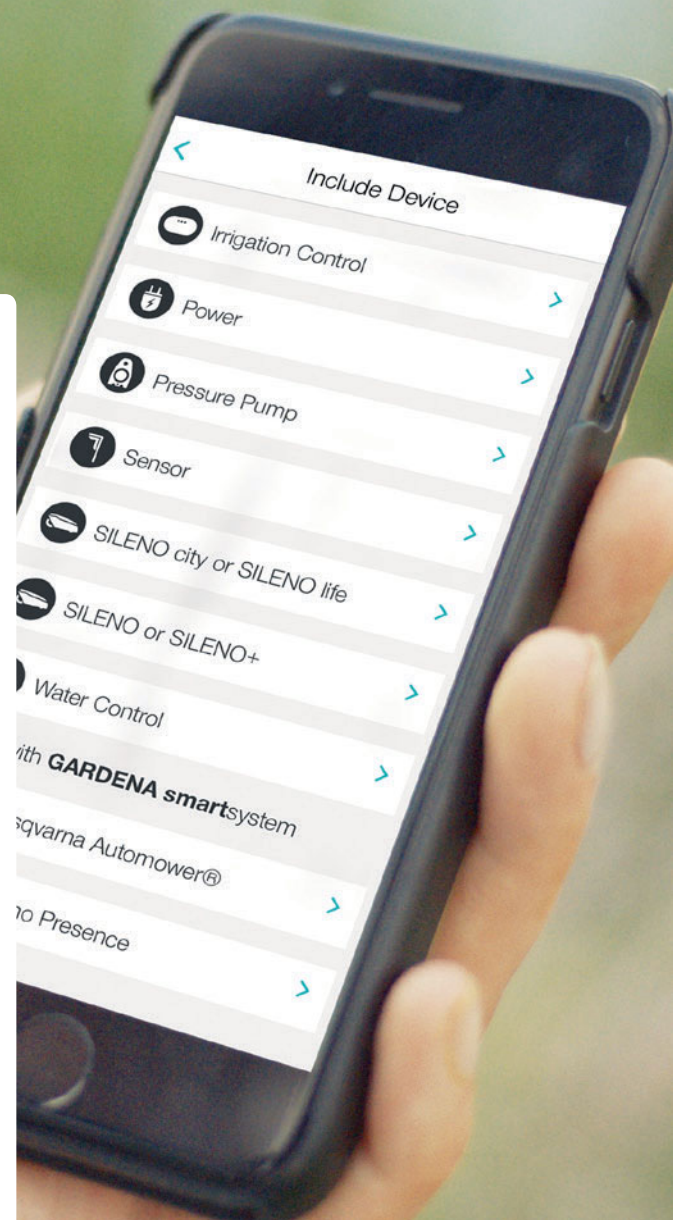 Include Device
Irrigation Control
Power
Pressure Pump
Sensor
SILENO city or SILENO life
SILENO or SILENO+
Water Control
GARDENA smartsystem
Automower®
Presence